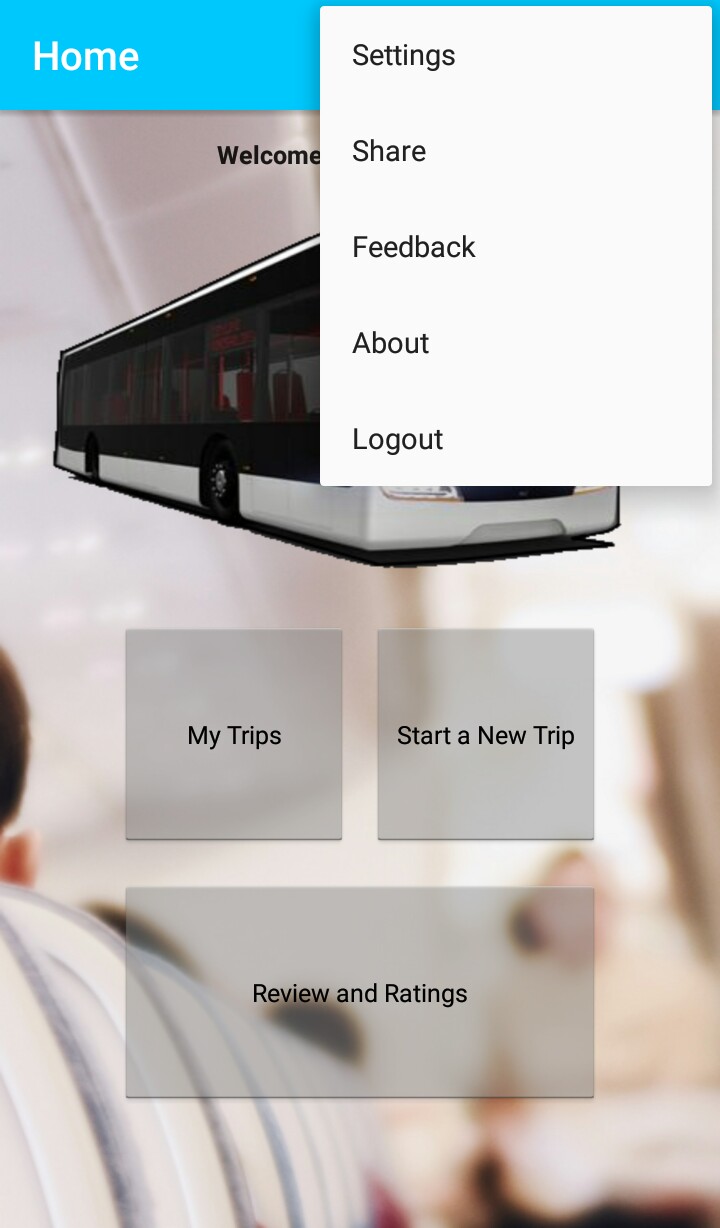 Home
Settings
Share
Feedback
About
Logout
Welcome
My Trips
Start a New Trip
Review and Ratings